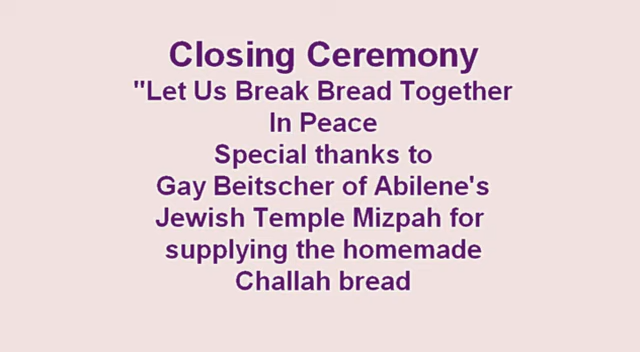 Closing Ceremony
"Let Us Break Bread Together
In Peace
Special thanks to
Gay Beitscher of Abilene's
Jewish Temple Mizpah for
supplying the homemade
Challah bread